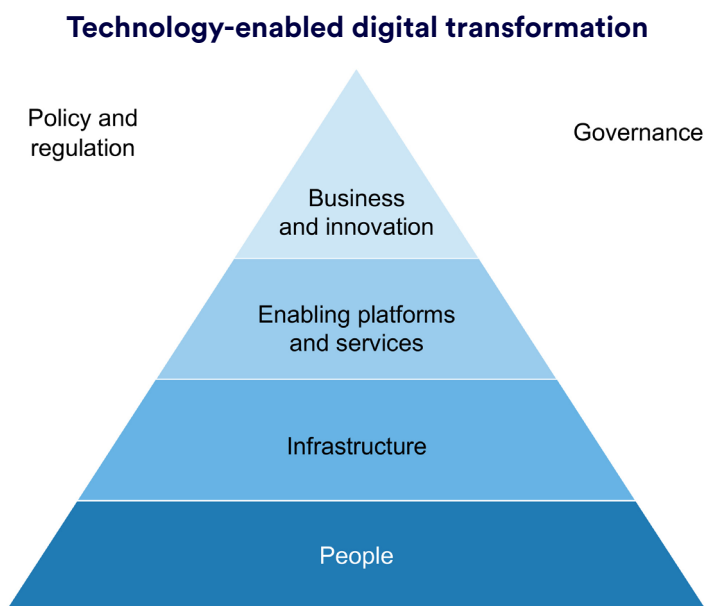 Technology-enabled digital transformation
Policy and
regulation
Governance
Business
and innovation
Enabling platforms
and services
Infrastructure
People